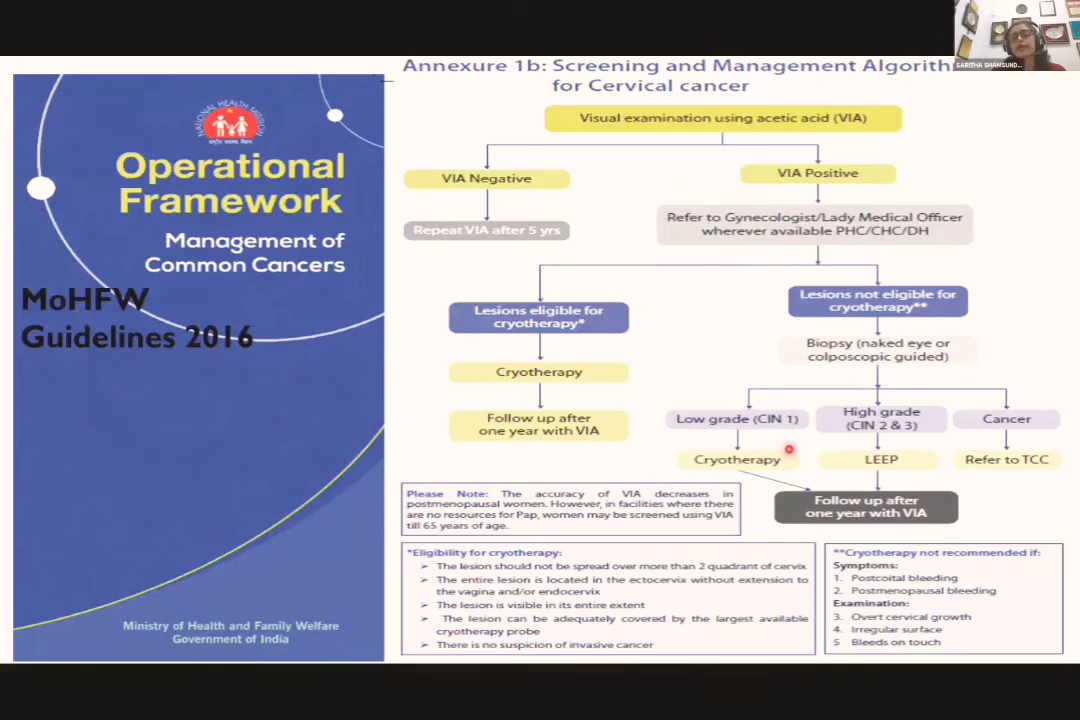 SARITHA SHAMSUND...
NATIONAL HEALTH MISSION
Operational
Framework
Management of
Common Cancers
MoHFW
Guidelines 2016
Ministry of Health and Family Welfare
Government of India
Annexure 1b: Screening and Management Algorith
for Cervical cancer
Visual examination using acetic acid (VIA)
VIA Negative
VIA Positive
Repeat VIA after 5 yrs
Refer to Gynecologist/Lady Medical Officer
wherever available PHC/CHC/DH
Lesions eligible for
cryotherapy*
Lesions not eligible for
cryotherapy**
Cryotherapy
Biopsy (naked eye or
colposcopic guided)
Follow up after
one year with VIA
Low grade (CIN 1)
High grade
(CIN 2 & 3)
Cancer
Cryotherapy
LEEP
Refer to TCC
Follow up after
one year with VIA
Please Note: The accuracy of VIA decreases in
postmenopausal women. However, in facilities where there
are no resources for Pap, women may be screened using VIA
till 65 years of age.
*Eligibility for cryotherapy:
➢ The lesion should not be spread over more than 2 quadrant of cervix
➢ The entire lesion is located in the ectocervix without extension to
the vagina and/or endocervix
➢ The lesion is visible in its entire extent
➢ The lesion can be adequately covered by the largest available
cryotherapy probe
➢ There is no suspicion of invasive cancer
**Cryotherapy not recommended if:
Symptoms:
1. Postcoital bleeding
2. Postmenopausal bleeding
Examination:
3. Overt cervical growth
4. Irregular surface
5 Bleeds on touch